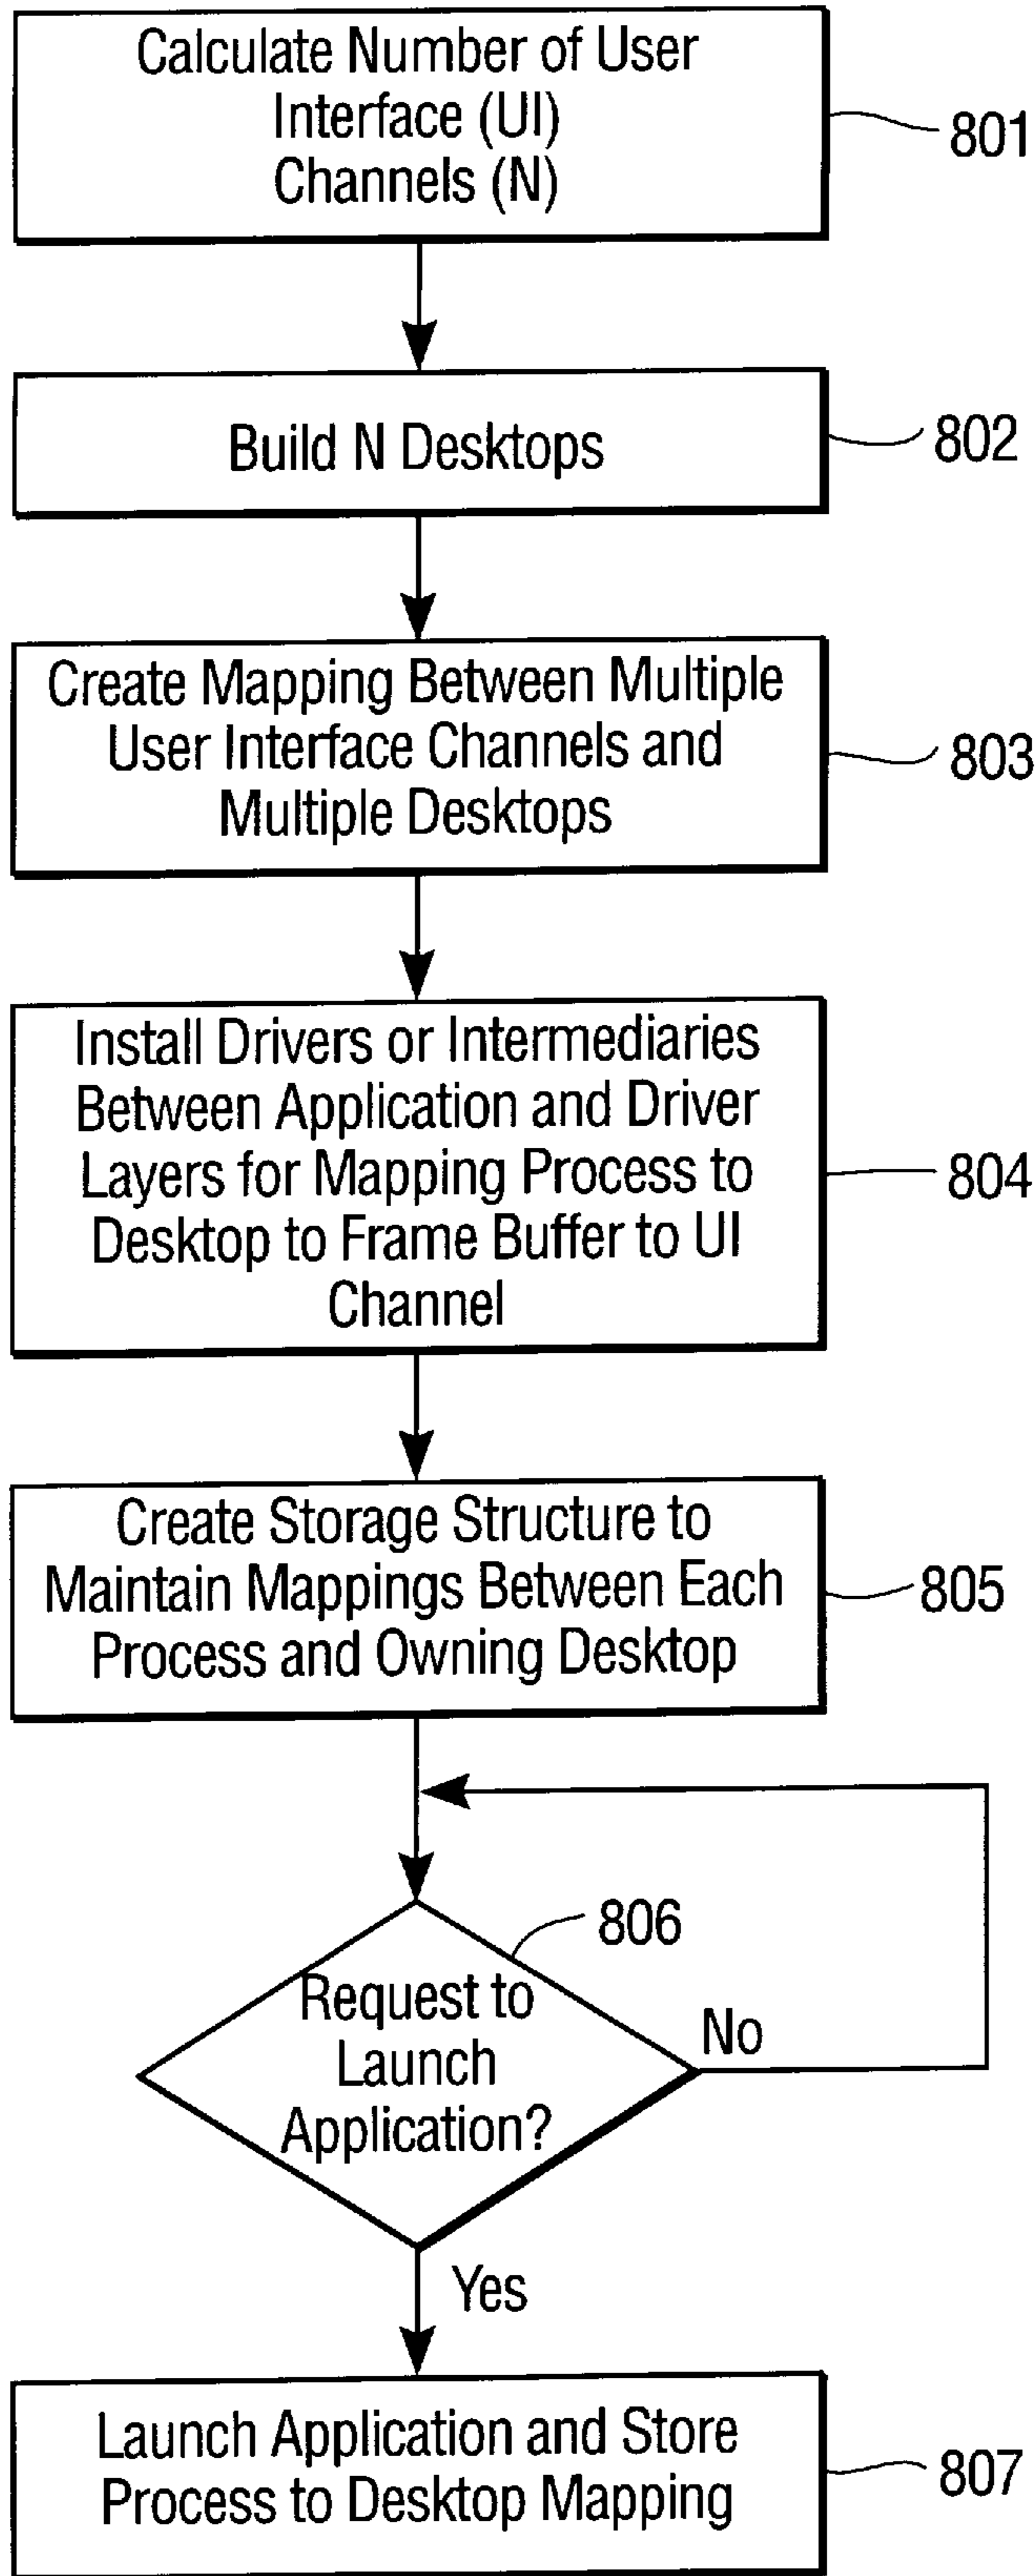 Calculate Number of User
Interface (UI)
Channels (N)
801
Build N Desktops
802
Create Mapping Between Multiple
User Interface Channels and
Multiple Desktops
803
Install Drivers or Intermediaries
Between Application and Driver
Layers for Mapping Process to
Desktop to Frame Buffer to UI
Channel
804
Create Storage Structure to
Maintain Mappings Between Each
Process and Owning Desktop
805
806
Request to
Launch
Application?
No
Yes
Launch Application and Store
Process to Desktop Mapping
807